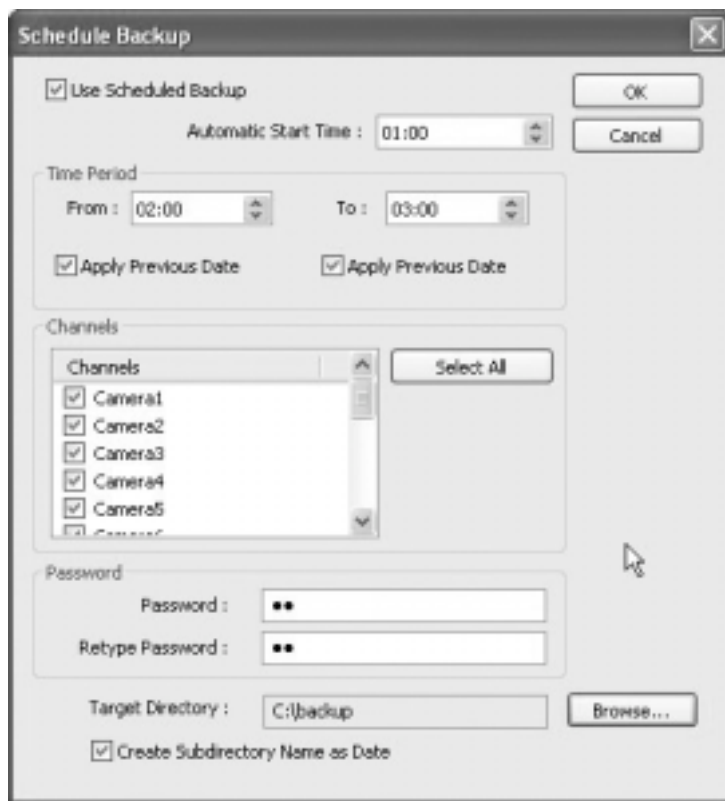 Schedule Backup
Use Scheduled Backup
OK
Automatic Start Time : 01:00
Cancel
Time Period
From : 02:00 To : 03:00
Apply Previous Date Apply Previous Date
Channels
Channels
Select All
Camera1
Camera2
Camera3
Camera4
Camera5
Password
Password : ●●
Retype Password : ●●
Target Directory : C:\backup Browse...
Create Subdirectory Name as Date